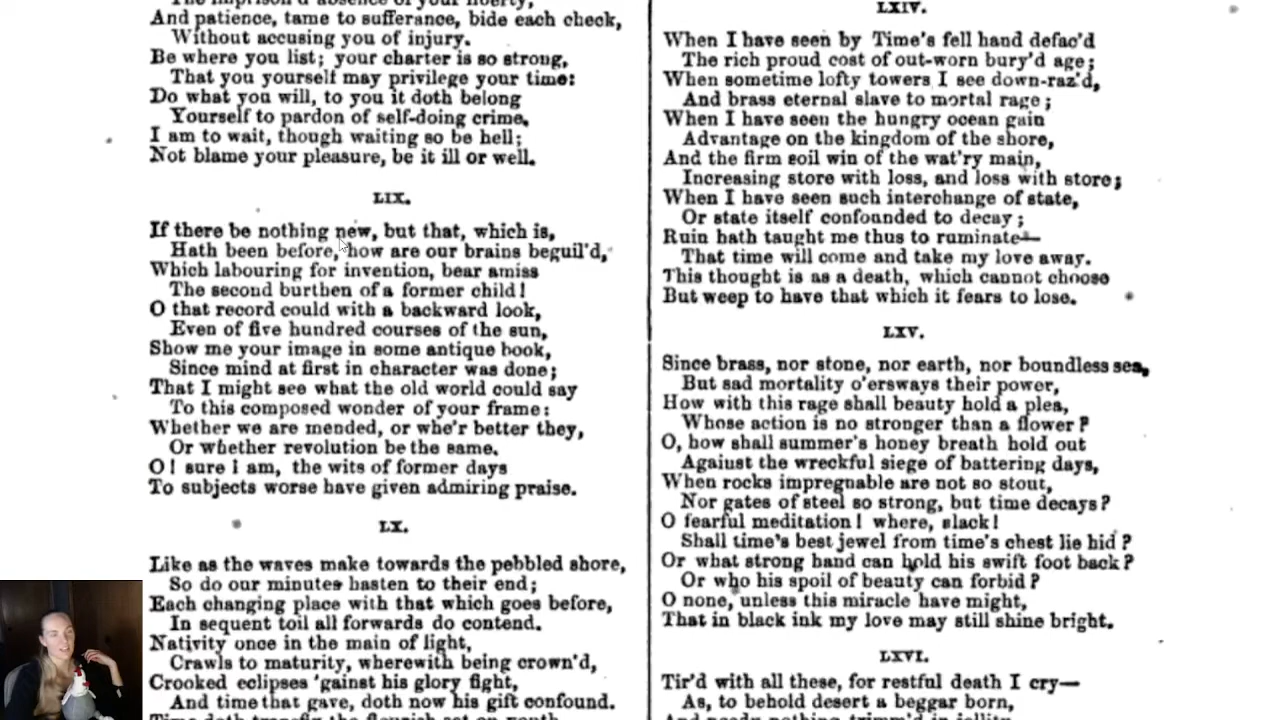 And patience, tame to sufferance, bide each check,
Without accusing you of injury.
Be where you list; your charter is so strong,
That you yourself may privilege your time:
Do what you will, to you it doth belong
Yourself to pardon of self-doing crime.
I am to wait, though waiting so be hell;
Not blame your pleasure, be it ill or well.
LIX.
If there be nothing new, but that, which is,
Hath been before, how are our brains beguil'd,
Which labouring for invention, bear amiss
The second burthen of a former child!
O that record could with a backward look,
Even of five hundred courses of the sun,
Show me your image in some antique book,
Since mind at first in character was done;
That I might see what the old world could say
To this composed wonder of your frame:
Whether we are mended, or whe'r better they,
Or whether revolution be the same.
O! sure I am, the wits of former days
To subjects worse have given admiring praise.
LX.
Like as the waves make towards the pebbled shore,
So do our minutes hasten to their end;
Each changing place with that which goes before,
In sequent toil all forwards do contend.
Nativity once in the main of light,
Crawls to maturity, wherewith being crown'd,
Crooked eclipses 'gainst his glory fight,
And time that gave, doth now his gift confound.
LXIV.
When I have seen by Time's fell hand defac'd
The rich proud cost of out-worn bury'd age;
When sometime lofty towers I see down-raz'd,
And brass eternal slave to mortal rage;
When I have seen the hungry ocean gain
Advantage on the kingdom of the shore,
And the firm soil win of the wat'ry main,
Increasing store with loss, and loss with store;
When I have seen such interchange of state,
Or state itself confounded to decay;
Ruin hath taught me thus to ruminate—
That time will come and take my love away.
This thought is as a death, which cannot choose
But weep to have that which it fears to lose.
LXV.
Since brass, nor stone, nor earth, nor boundless sea,
But sad mortality o'ersways their power,
How with this rage shall beauty hold a plea,
Whose action is no stronger than a flower?
O, how shall summer's honey breath hold out
Against the wreckful siege of battering days,
When rocks impregnable are not so stout,
Nor gates of steel so strong, but time decays?
O fearful meditation! where, alack!
Shall time's best jewel from time's chest lie hid?
Or what strong hand can hold his swift foot back?
Or who his spoil of beauty can forbid?
O none, unless this miracle have might,
That in black ink my love may still shine bright.
LXVI.
Tir'd with all these, for restful death I cry—
As, to behold desert a beggar born,